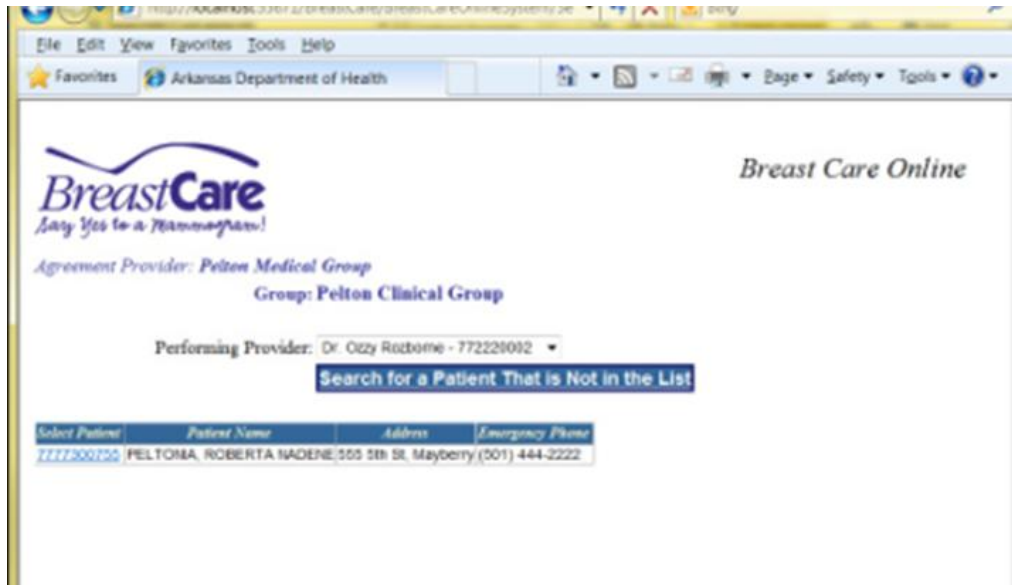 File Edit View Favorites Tools Help
Favorites Arkansas Department of Health Page Safety Tools
BreastCare
Say Yes to a Mammogram!
Breast Care Online
Agreement Provider: Pelton Medical Group
Group: Pelton Clinical Group
Performing Provider: Dr. Ozzy Rozborne - 772220002
Search for a Patient That is Not in the List
Select Patient Patient Name Address Emergency Phone
7777300755 PELTONIA, ROBERTA NADENE 555 5th St, Mayberry (501) 444-2222